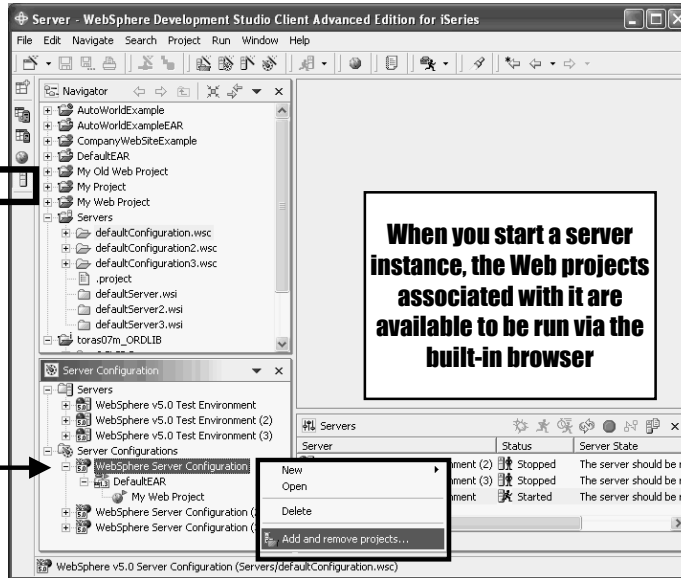 Server - WebSphere Development Studio Client Advanced Edition for iSeries
File Edit Navigate Search Project Run Window Help
Navigator
AutoWorldExample
AutoWorldExampleEAR
CompanyWebSiteExample
DefaultEAR
My Old Web Project
My Project
My Web Project
Servers
defaultConfiguration.wsc
defaultConfiguration2.wsc
defaultConfiguration3.wsc
.project
defaultServer.wsi
defaultServer2.wsi
defaultServer3.wsi
toras07m_ORDLIB
When you start a server
instance, the Web projects
associated with it are
available to be run via the
built-in browser
Server Configuration
Servers
WebSphere v5.0 Test Environment
WebSphere v5.0 Test Environment (2)
WebSphere v5.0 Test Environment (3)
Server Configurations
WebSphere Server Configuration
DefaultEAR
My Web Project
WebSphere Server Configuration (
WebSphere Server Configuration (
New
Open
Delete
Add and remove projects...
Servers
Server Status Server State
nment (2) Stopped The server should be r
nment (3) Stopped The server should be r
nment Started The server should be r
WebSphere v5.0 Server Configuration (Servers/defaultConfiguration.wsc)